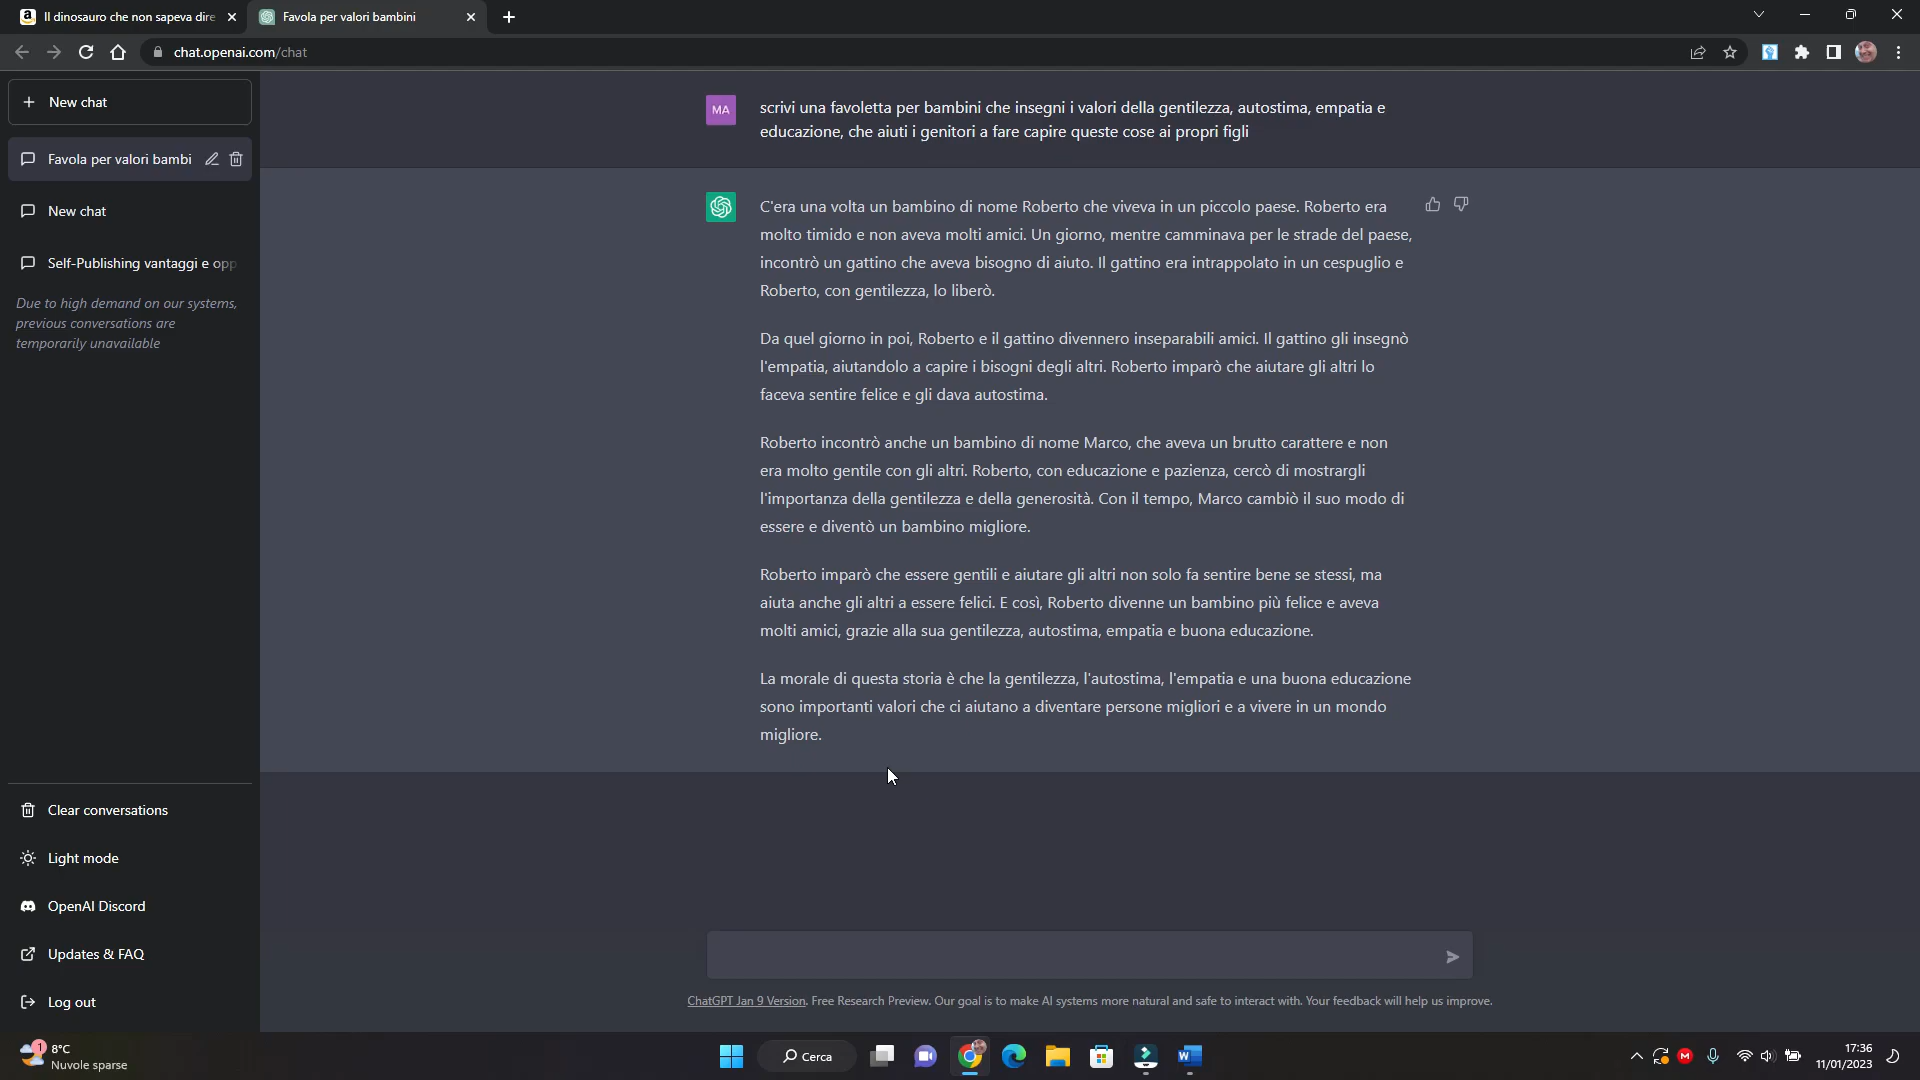 Il dinosauro che non sapeva dire
Favola per valori bambini
chat.openai.com/chat
New chat
Favola per valori bambi
New chat
Self-Publishing vantaggi e opp
Due to high demand on our systems,
previous conversations are
temporarily unavailable
MA
scrivi una favoletta per bambini che insegni i valori della gentilezza, autostima, empatia e
educazione, che aiuti i genitori a fare capire queste cose ai propri figli
C'era una volta un bambino di nome Roberto che viveva in un piccolo paese. Roberto era
molto timido e non aveva molti amici. Un giorno, mentre camminava per le strade del paese,
incontrò un gattino che aveva bisogno di aiuto. Il gattino era intrappolato in un cespuglio e
Roberto, con gentilezza, lo liberò.
Da quel giorno in poi, Roberto e il gattino divennero inseparabili amici. Il gattino gli insegnò
l'empatia, aiutandolo a capire i bisogni degli altri. Roberto imparò che aiutare gli altri lo
faceva sentire felice e gli dava autostima.
Roberto incontrò anche un bambino di nome Marco, che aveva un brutto carattere e non
era molto gentile con gli altri. Roberto, con educazione e pazienza, cercò di mostrargli
l'importanza della gentilezza e della generosità. Con il tempo, Marco cambiò il suo modo di
essere e diventò un bambino migliore.
Roberto imparò che essere gentili e aiutare gli altri non solo fa sentire bene se stessi, ma
aiuta anche gli altri a essere felici. E così, Roberto divenne un bambino più felice e aveva
molti amici, grazie alla sua gentilezza, autostima, empatia e buona educazione.
La morale di questa storia è che la gentilezza, l'autostima, l'empatia e una buona educazione
sono importanti valori che ci aiutano a diventare persone migliori e a vivere in un mondo
migliore.
Clear conversations
Light mode
OpenAI Discord
Updates & FAQ
Log out
ChatGPT Jan 9 Version. Free Research Preview. Our goal is to make AI systems more natural and safe to interact with. Your feedback will help us improve.
1
8°C
Nuvole sparse
Cerca
17:36
11/01/2023